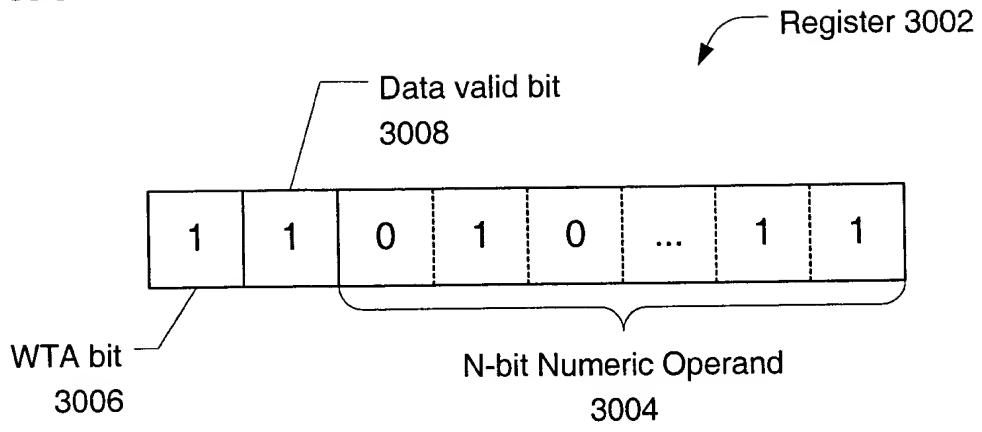 Register 3002
Data valid bit
3008
1 1 0 1 0 ... 1 1
WTA bit
3006
N-bit Numeric Operand
3004